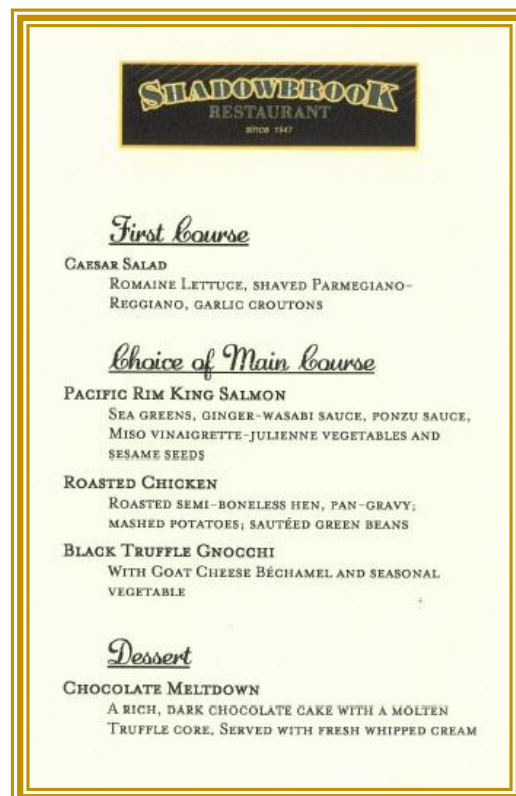 SHADOWBROOK
RESTAURANT
since 1947
First Course
CAESAR SALAD
ROMAINE LETTUCE, SHAVED PARMEGIANO-
REGGIANO, GARLIC CROUTONS
Choice of Main Course
PACIFIC RIM KING SALMON
SEA GREENS, GINGER-WASABI SAUCE, PONZU SAUCE,
MISO VINAIGRETTE-JULIENNE VEGETABLES AND
SESAME SEEDS
ROASTED CHICKEN
ROASTED SEMI-BONELESS HEN, PAN-GRAVY;
MASHED POTATOES; SAUTÉED GREEN BEANS
BLACK TRUFFLE GNOCCHI
WITH GOAT CHEESE BÉCHAMEL AND SEASONAL
VEGETABLE
Dessert
CHOCOLATE MELTDOWN
A RICH, DARK CHOCOLATE CAKE WITH A MOLTEN
TRUFFLE CORE, SERVED WITH FRESH WHIPPED CREAM